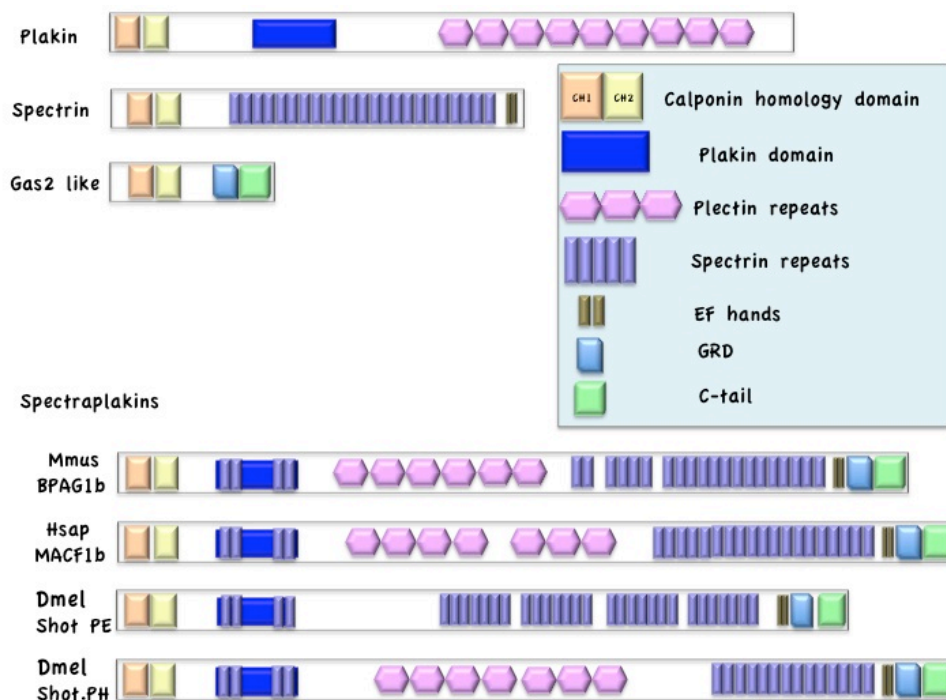 Plakin
Spectrin
Gas2 like
CH1 CH2 Calponin homology domain
Plakin domain
Plectin repeats
Spectrin repeats
EF hands
GRD
C-tail
Spectraplakins
Mmus
BPAG1b
Hsap
MACF1b
Dmel
Shot PE
Dmel
Shot.PH